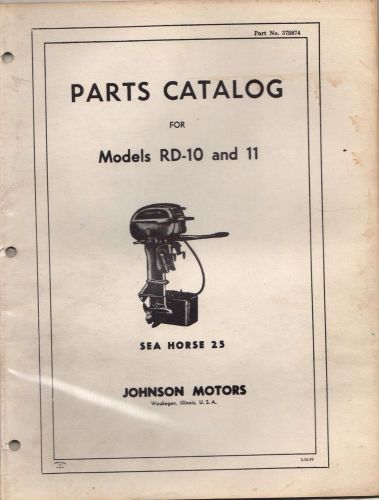 Part No. 375874
PARTS CATALOG
FOR
Models RD-10 and 11
SEA HORSE 25
JOHNSON MOTORS
Waukegan, Illinois, U. S. A.